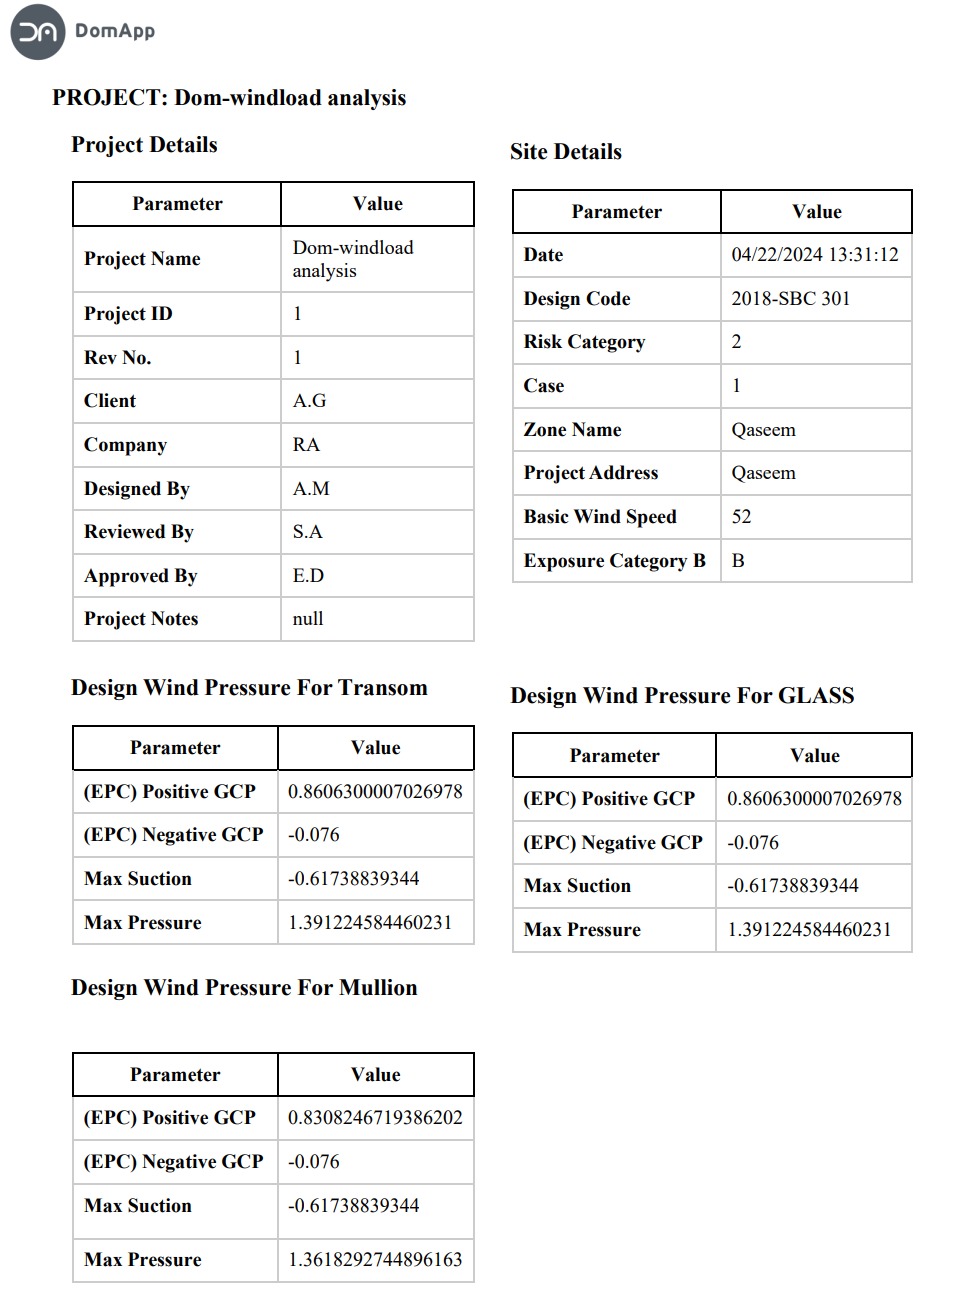 DomApp
PROJECT: Dom-windload analysis
Project Details
Parameter Value
Project Name Dom-windload
analysis
Project ID 1
Rev No. 1
Client A.G
Company RA
Designed By A.M
Reviewed By S.A
Approved By E.D
Project Notes null
Site Details
Parameter Value
Date 04/22/2024 13:31:12
Design Code 2018-SBC 301
Risk Category 2
Case 1
Zone Name Qaseem
Project Address Qaseem
Basic Wind Speed 52
Exposure Category B B
Design Wind Pressure For Transom
Parameter Value
(EPC) Positive GCP 0.8606300007026978
(EPC) Negative GCP -0.076
Max Suction -0.61738839344
Max Pressure 1.391224584460231
Design Wind Pressure For GLASS
Parameter Value
(EPC) Positive GCP 0.8606300007026978
(EPC) Negative GCP -0.076
Max Suction -0.61738839344
Max Pressure 1.391224584460231
Design Wind Pressure For Mullion
Parameter Value
(EPC) Positive GCP 0.8308246719386202
(EPC) Negative GCP -0.076
Max Suction -0.61738839344
Max Pressure 1.3618292744896163